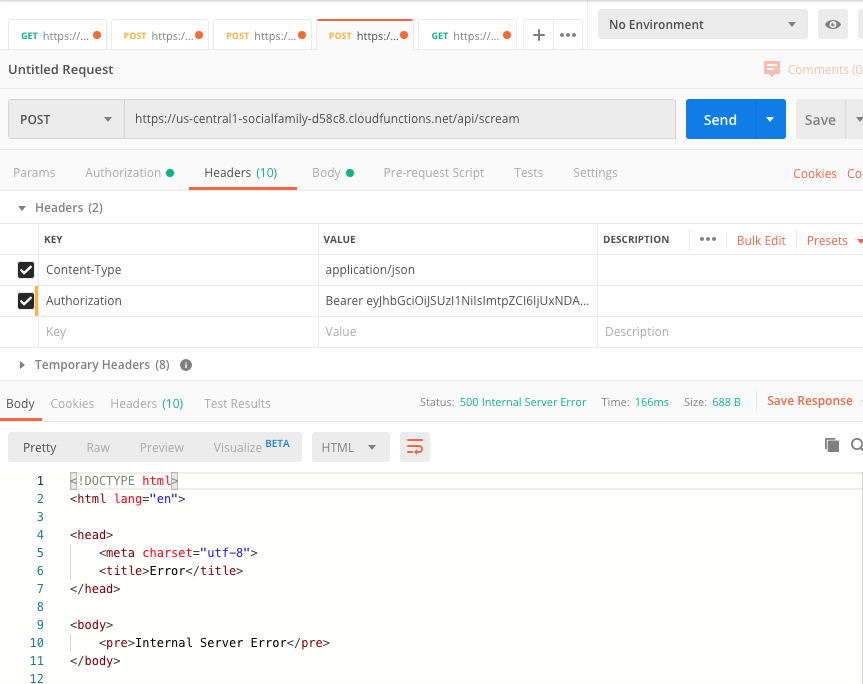 GET https://... POST https:/... POST https:/... POST https:/... GET https://... + ••• No Environment
Untitled Request Comments (0
POST https://us-central1-socialfamily-d58c8.cloudfunctions.net/api/scream Send Save
Params Authorization Headers (10) Body Pre-request Script Tests Settings Cookies Co
Headers (2)
KEY VALUE DESCRIPTION ••• Bulk Edit Presets
Content-Type application/json
Authorization Bearer eyJhbGciOiJSUzI1NiIsImtpZCI6IjUxNDA...
Key Value Description
Temporary Headers (8)
Body Cookies Headers (10) Test Results Status: 500 Internal Server Error Time: 166ms Size: 688 B Save Response
Pretty Raw Preview Visualize BETA HTML
1 <!DOCTYPE html>
2 <html lang="en">
3
4 <head>
5 <meta charset="utf-8">
6 <title>Error</title>
7 </head>
8
9 <body>
10 <pre>Internal Server Error</pre>
11 </body>
12